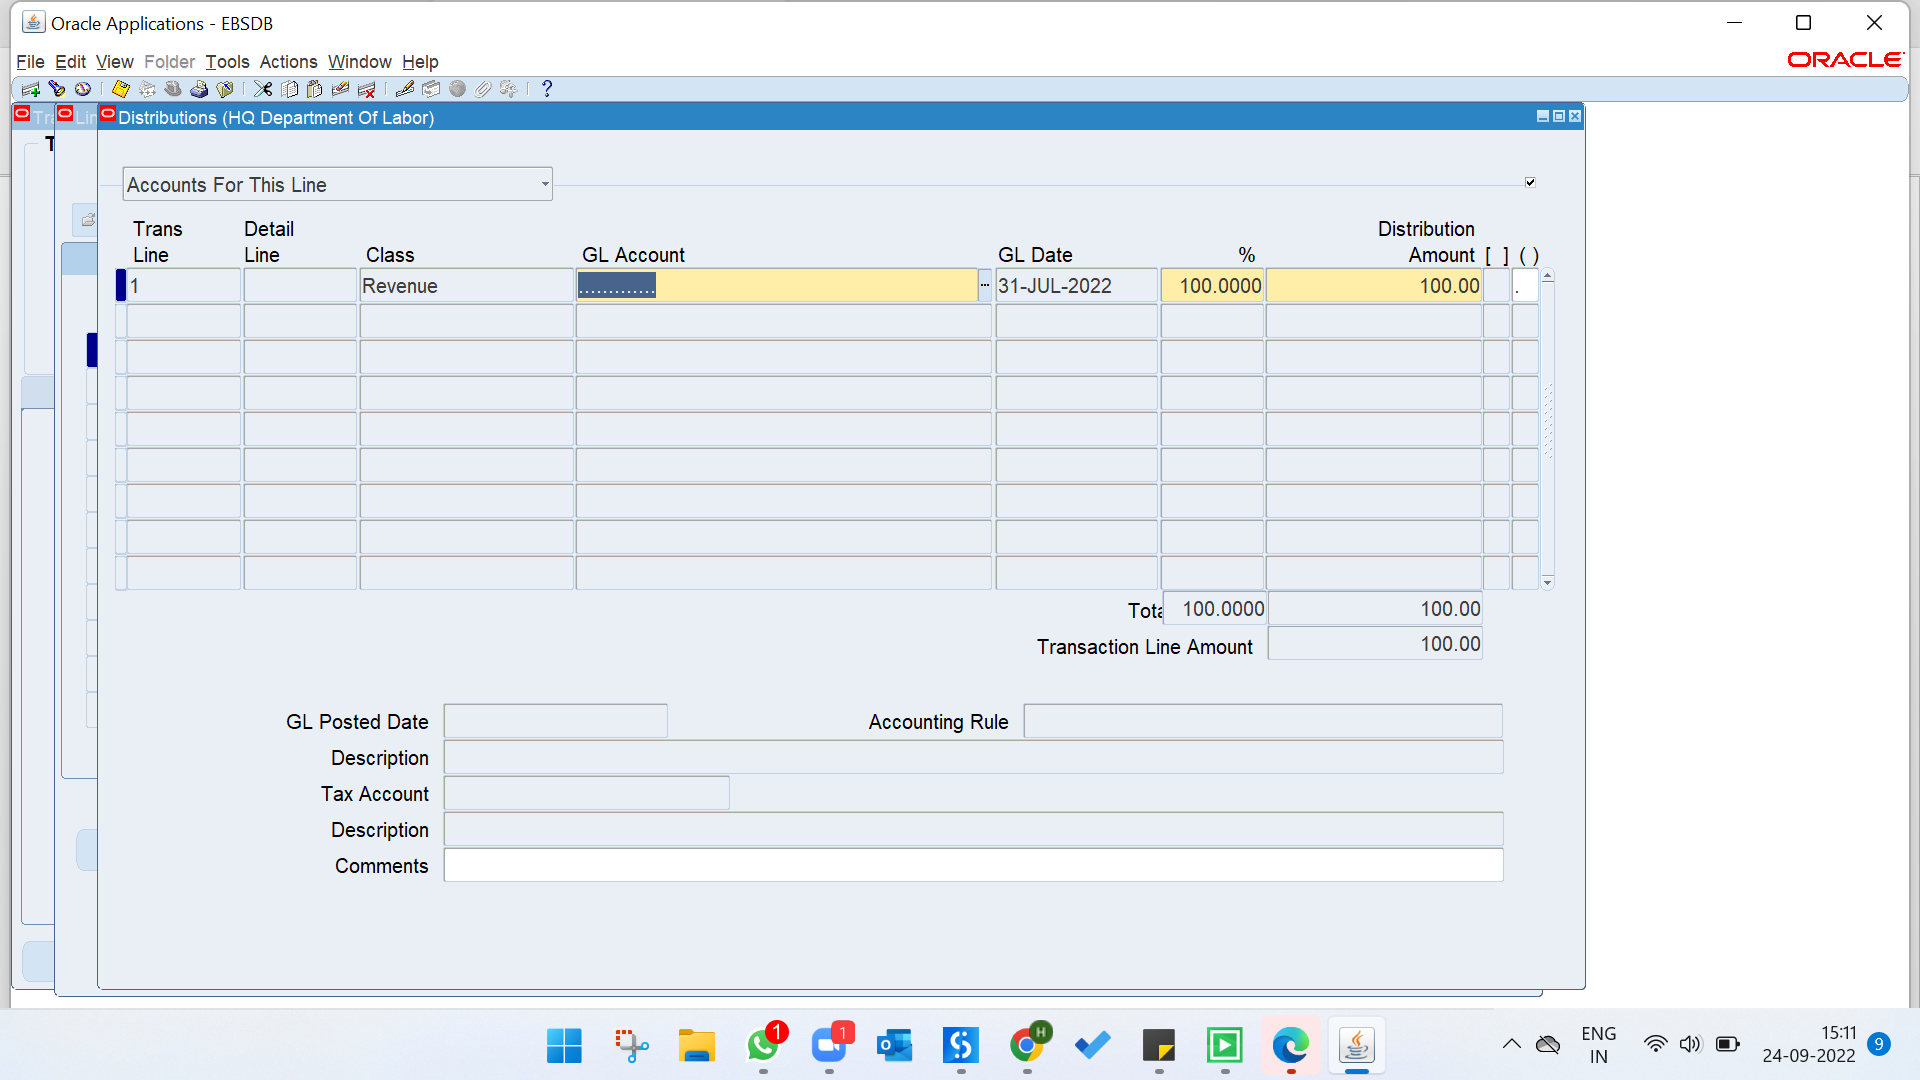 Oracle Applications - EBSDB
File Edit View Folder Tools Actions Window Help
ORACLE
Distributions (HQ Department Of Labor)
T
Accounts For This Line
Trans Line
Detail Line
Class
GL Account
GL Date
%
Distribution Amount
[ ]
( )
1 Revenue ............. 31-JUL-2022 100.0000 100.00 .
100.0000 100.00
Transaction Line Amount 100.00
GL Posted Date
Accounting Rule
Description
Tax Account
Description
Comments
1
1
H
ENG
IN
15:11
24-09-2022
9